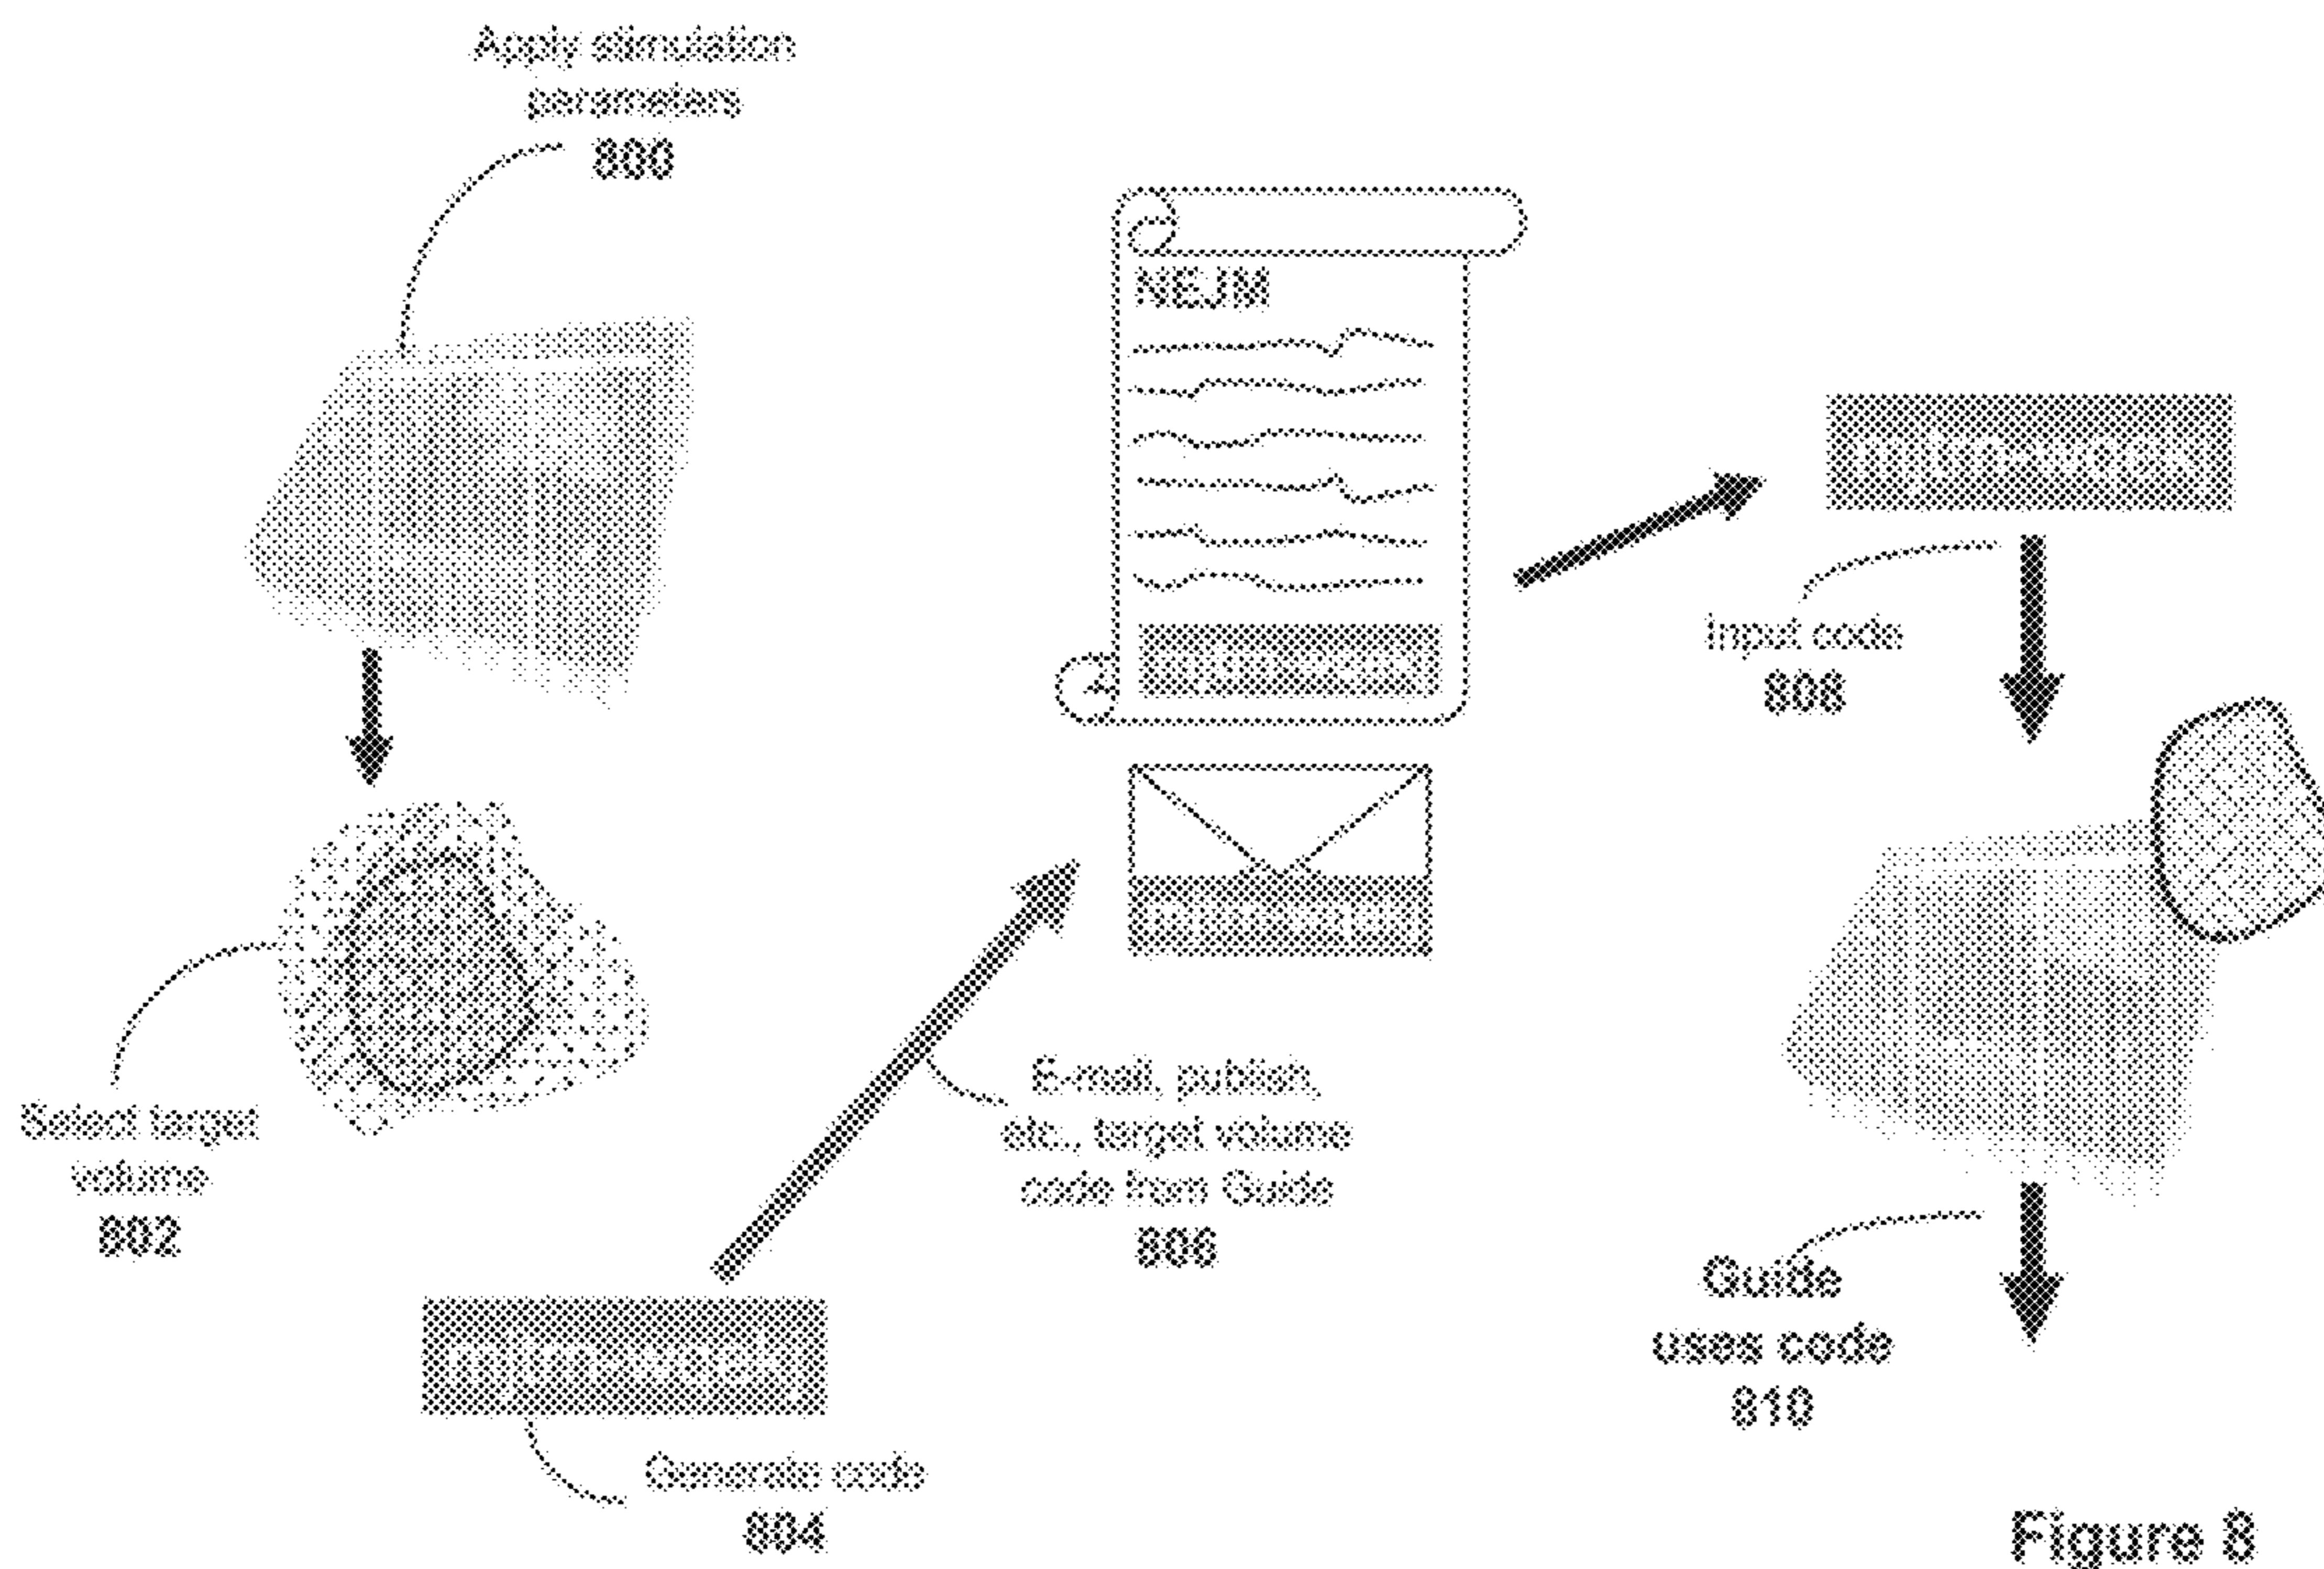 Apply stimulation
parameters
800
NEJM
Input code
808
Select target
volume
802
E-mail, publish,
etc., target volume
code from Guide
806
Guide
uses code
810
Generate code
804
Figure 8